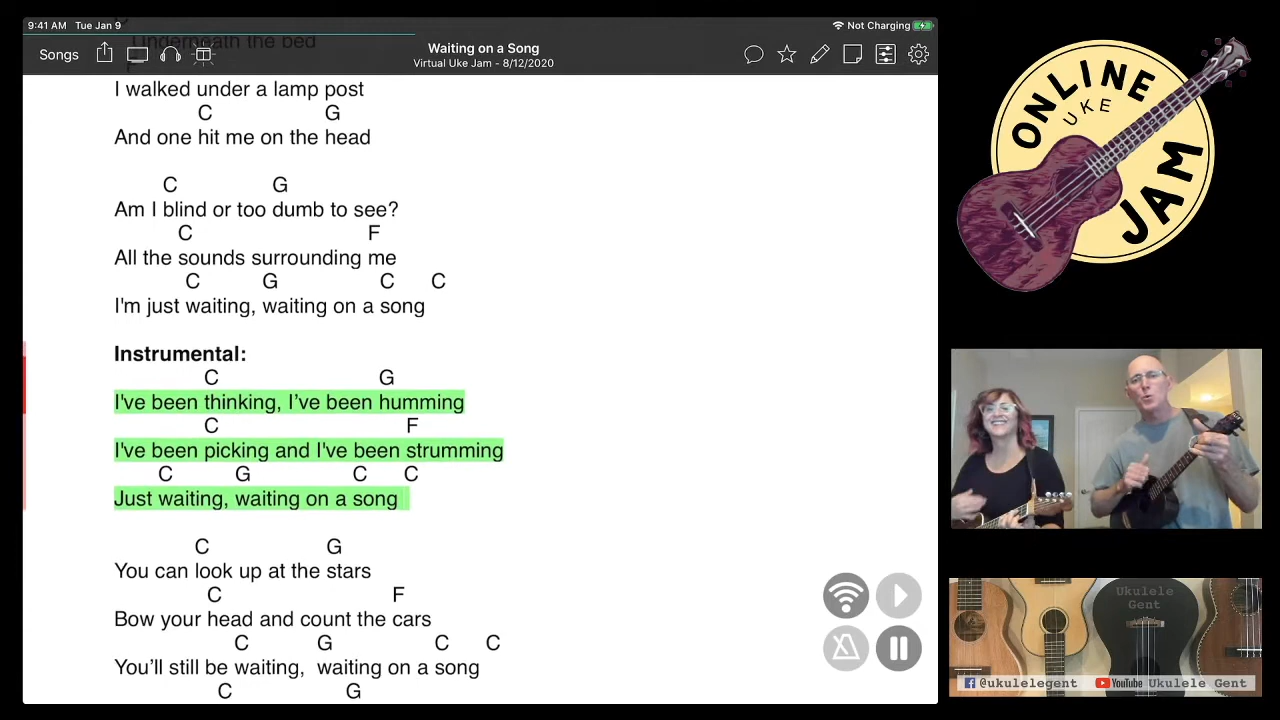 9:41 AM Tue Jan 9
Not Charging
Underneath the bed
Songs
Waiting on a Song
Virtual Uke Jam - 8/12/2020
I walked under a lamp post
C G
And one hit me on the head
C G
Am I blind or too dumb to see?
C F
All the sounds surrounding me
C G C C
I'm just waiting, waiting on a song
Instrumental:
C G
I've been thinking, I’ve been humming
C F
I've been picking and I've been strumming
C G C C
Just waiting, waiting on a song
C G
You can look up at the stars
C F
Bow your head and count the cars
C G C C
You’ll still be waiting, waiting on a song
C G
ONLINE
UKE
JAM
Ukulele
Gent
@ukulelegent YouTube Ukulele Gent